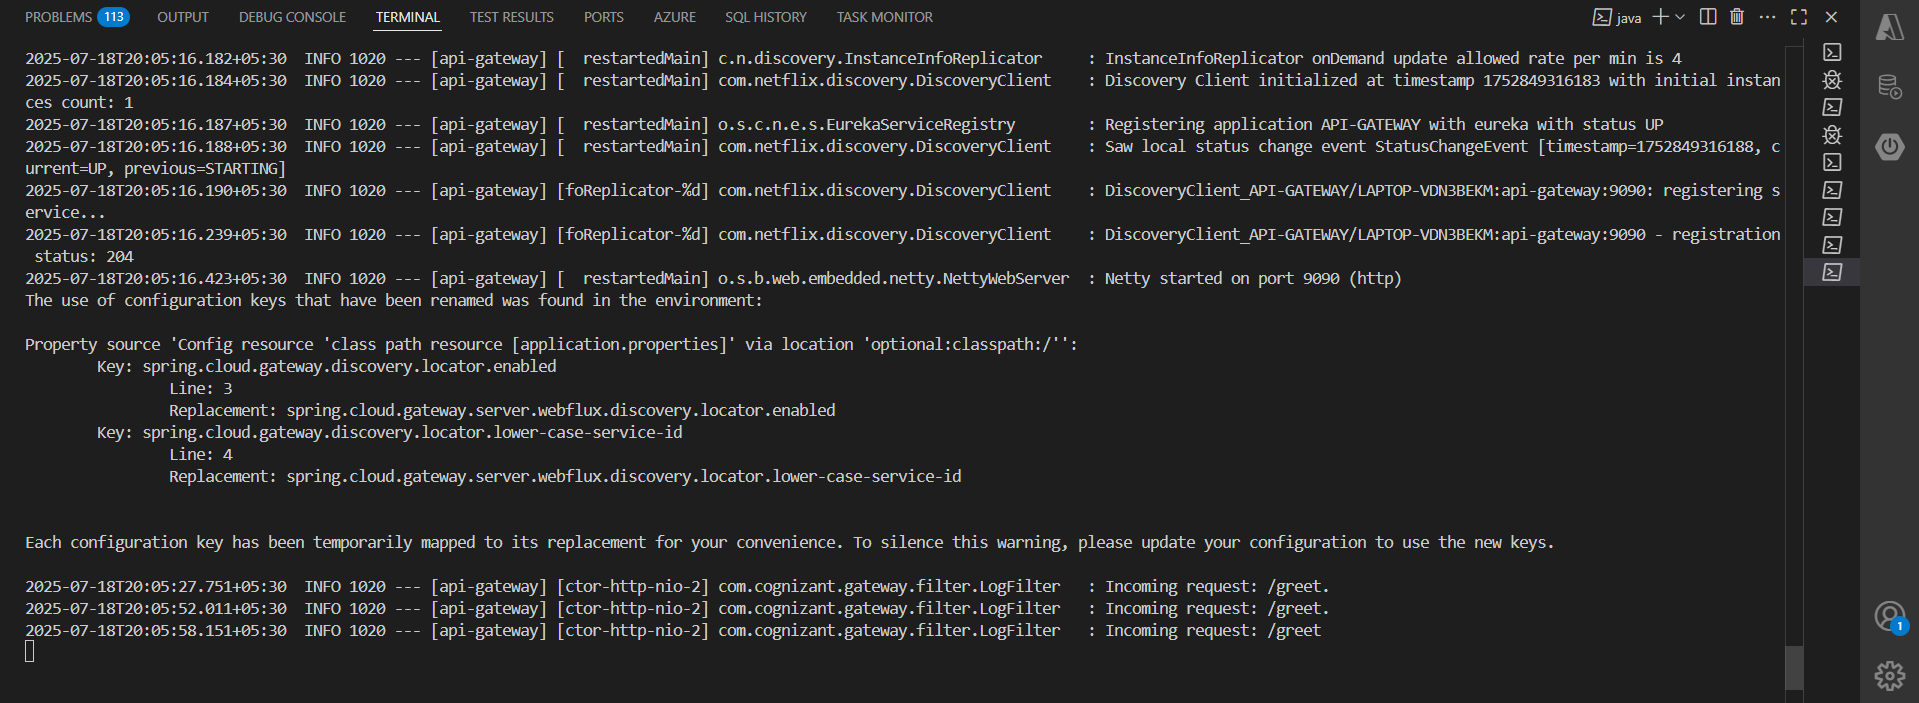 PROBLEMS 113 OUTPUT DEBUG CONSOLE TERMINAL TEST RESULTS PORTS AZURE SQL HISTORY TASK MONITOR java
2025-07-18T20:05:16.182+05:30  INFO 1020 --- [api-gateway] [  restartedMain] c.n.discovery.InstanceInfoReplicator     : InstanceInfoReplicator onDemand update allowed rate per min is 4
2025-07-18T20:05:16.184+05:30  INFO 1020 --- [api-gateway] [  restartedMain] com.netflix.discovery.DiscoveryClient    : Discovery Client initialized at timestamp 1752849316183 with initial instan
ces count: 1
2025-07-18T20:05:16.187+05:30  INFO 1020 --- [api-gateway] [  restartedMain] o.s.c.n.e.s.EurekaServiceRegistry        : Registering application API-GATEWAY with eureka with status UP
2025-07-18T20:05:16.188+05:30  INFO 1020 --- [api-gateway] [  restartedMain] com.netflix.discovery.DiscoveryClient    : Saw local status change event StatusChangeEvent [timestamp=1752849316188, c
urrent=UP, previous=STARTING]
2025-07-18T20:05:16.190+05:30  INFO 1020 --- [api-gateway] [foReplicator-%d] com.netflix.discovery.DiscoveryClient    : DiscoveryClient_API-GATEWAY/LAPTOP-VDN3BEKM:api-gateway:9090: registering s
ervice...
2025-07-18T20:05:16.239+05:30  INFO 1020 --- [api-gateway] [foReplicator-%d] com.netflix.discovery.DiscoveryClient    : DiscoveryClient_API-GATEWAY/LAPTOP-VDN3BEKM:api-gateway:9090 - registration
 status: 204
2025-07-18T20:05:16.423+05:30  INFO 1020 --- [api-gateway] [  restartedMain] o.s.b.web.embedded.netty.NettyWebServer  : Netty started on port 9090 (http)
The use of configuration keys that have been renamed was found in the environment:
Property source 'Config resource 'class path resource [application.properties]' via location 'optional:classpath:/'':
Key: spring.cloud.gateway.discovery.locator.enabled
Line: 3
Replacement: spring.cloud.gateway.server.webflux.discovery.locator.enabled
Key: spring.cloud.gateway.discovery.locator.lower-case-service-id
Line: 4
Replacement: spring.cloud.gateway.server.webflux.discovery.locator.lower-case-service-id
Each configuration key has been temporarily mapped to its replacement for your convenience. To silence this warning, please update your configuration to use the new keys.
2025-07-18T20:05:27.751+05:30  INFO 1020 --- [api-gateway] [ctor-http-nio-2] com.cognizant.gateway.filter.LogFilter   : Incoming request: /greet.
2025-07-18T20:05:52.011+05:30  INFO 1020 --- [api-gateway] [ctor-http-nio-2] com.cognizant.gateway.filter.LogFilter   : Incoming request: /greet.
2025-07-18T20:05:58.151+05:30  INFO 1020 --- [api-gateway] [ctor-http-nio-2] com.cognizant.gateway.filter.LogFilter   : Incoming request: /greet
1